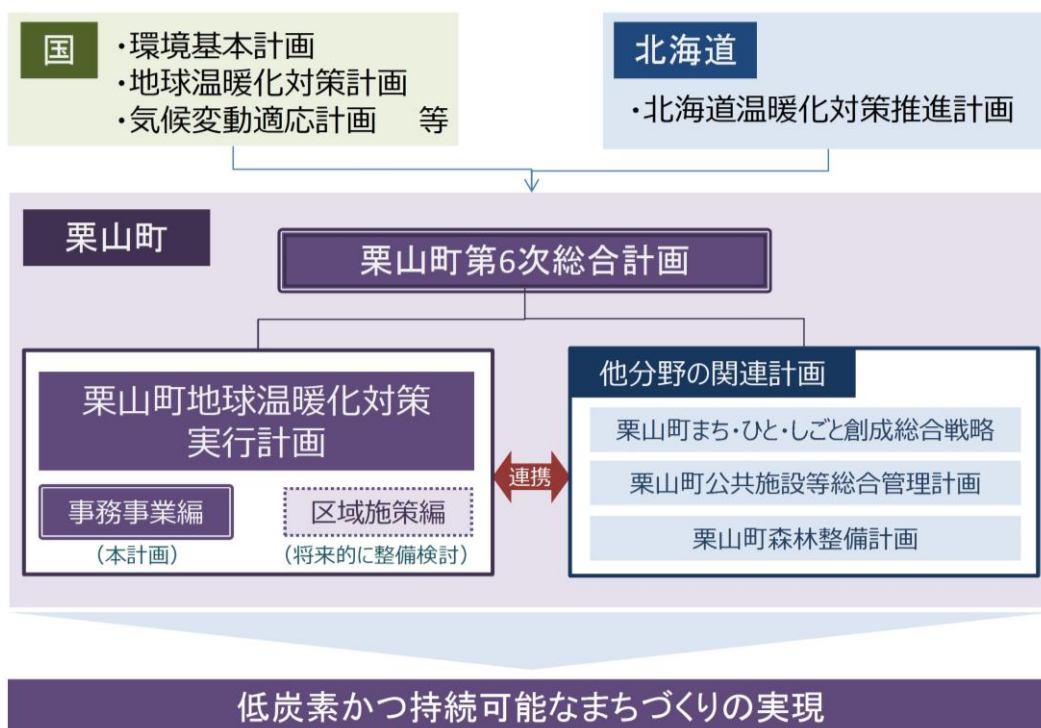 国
・環境基本計画
・地球温暖化対策計画
・気候変動適応計画　等
北海道
・北海道温暖化対策推進計画
栗山町
栗山町第6次総合計画
栗山町地球温暖化対策
実行計画
事務事業編
(本計画)
区域施策編
(将来的に整備検討)
連携
他分野の関連計画
栗山町まち・ひと・しごと創成総合戦略
栗山町公共施設等総合管理計画
栗山町森林整備計画
低炭素かつ持続可能なまちづくりの実現